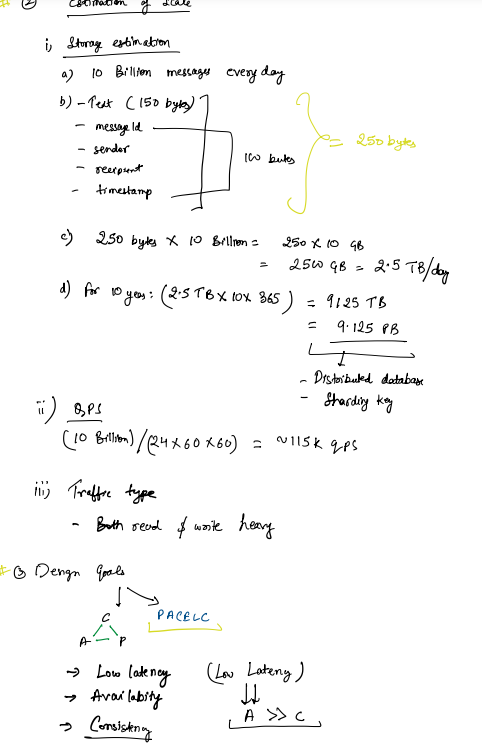 # ② Estimation of Scale
i) Storage estimation
a) 10 Billion messages every day
b) - Text (150 bytes)
- message Id
- sender
- receipent
- timestamp
100 bytes
= 250 bytes
c) 250 bytes X 10 Billion = 250 X 10 GB
= 2500 GB = 2.5 TB/day
d) For 10 years: (2.5 TB X 10 X 365) = 9125 TB
= 9.125 PB
- Distributed database
- Sharding key
ii) QPS
(10 Billion)/(24 X 60 X 60) = ~115K qps
iii) Traffic type
- Both read & write heavy
# ③ Design goals
C
A P
PACELC
→ Low latency (Low Latency)
→ Availabity
→ Consistency
A >> C